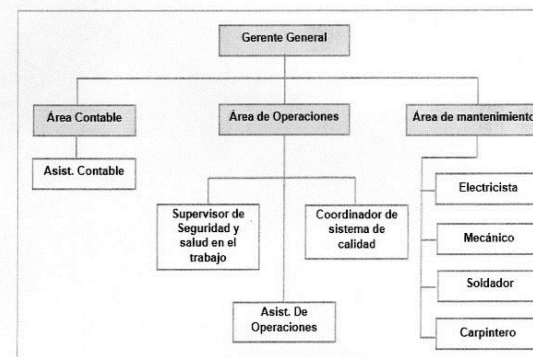 Gerente General
Área Contable
Área de Operaciones
Área de mantenimiento
Asist. Contable
Electricista
Supervisor de
Seguridad y
salud en el
trabajo
Coordinador de
sistema de
calidad
Mecánico
Soldador
Asist. De
Operaciones
Carpintero